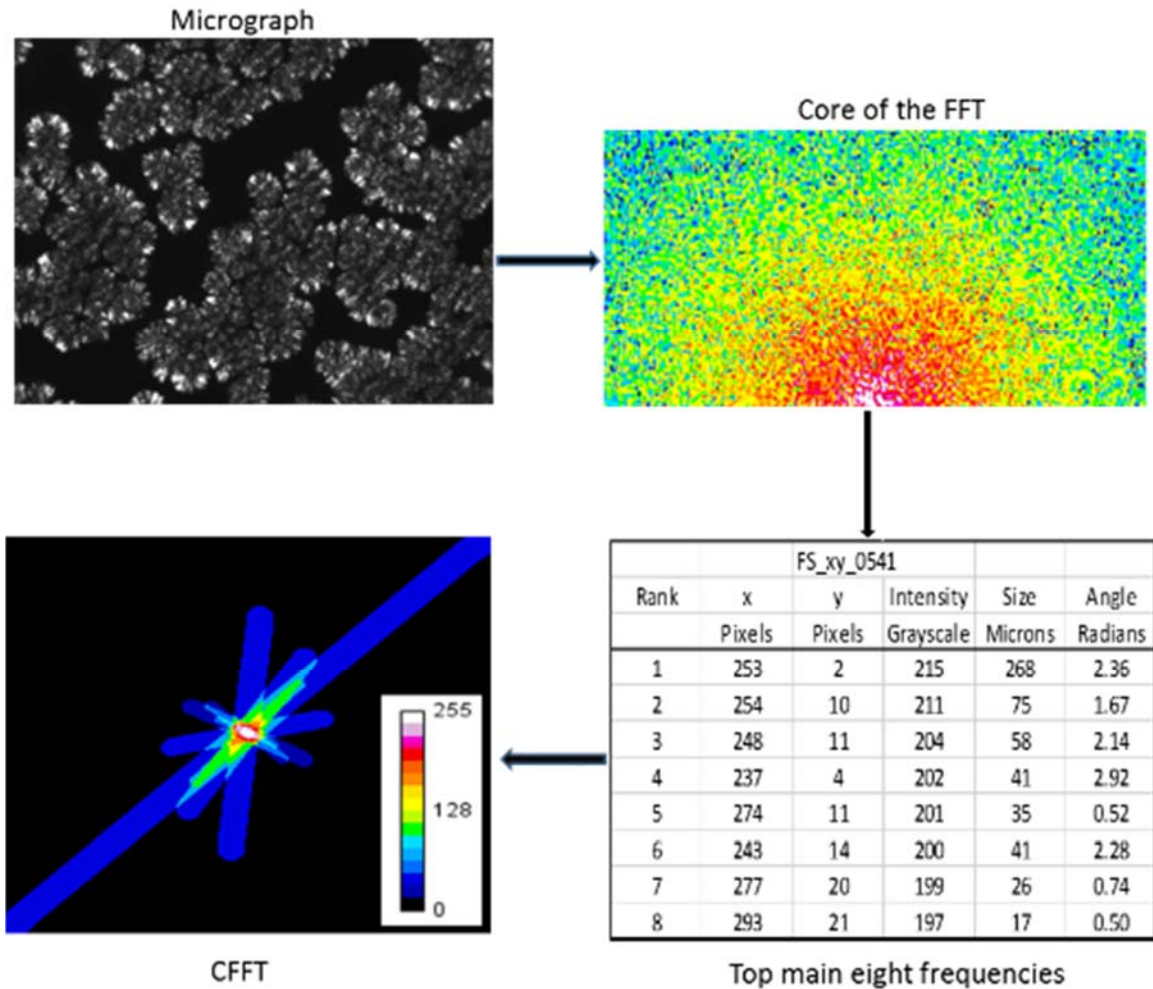 Micrograph
Core of the FFT
FS_xy_0541
Rank x y Intensity Size Angle
Pixels Pixels Grayscale Microns Radians
1 253 2 215 268 2.36
2 254 10 211 75 1.67
3 248 11 204 58 2.14
4 237 4 202 41 2.92
5 274 11 201 35 0.52
6 243 14 200 41 2.28
7 277 20 199 26 0.74
8 293 21 197 17 0.50
255
128
0
CFFT
Top main eight frequencies